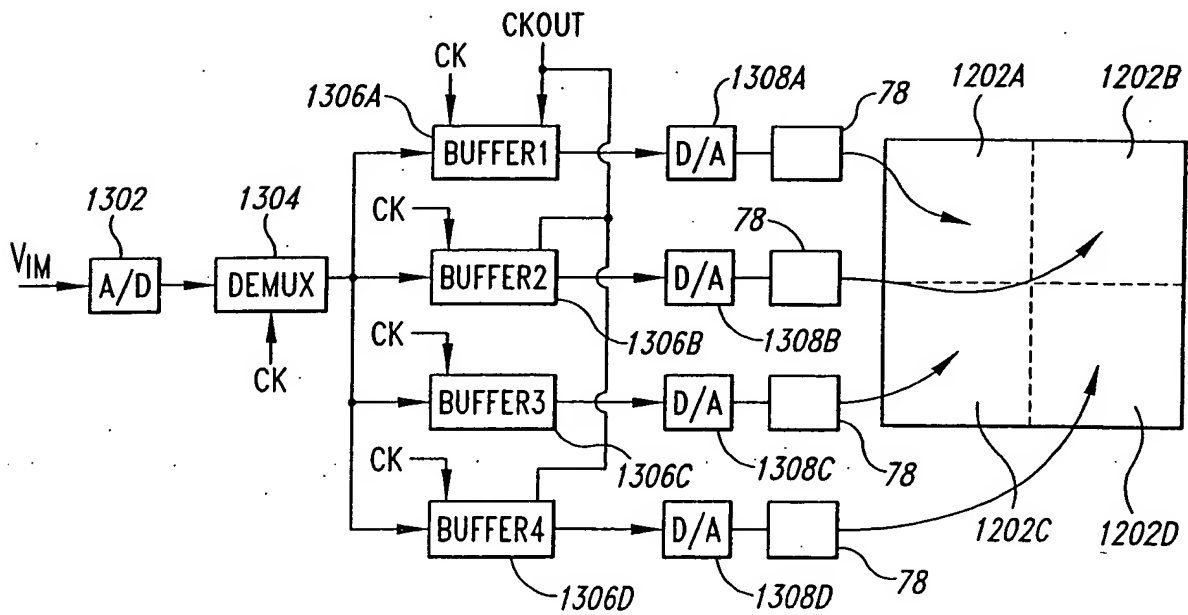 CKOUT
CK
1306A
1308A
78
1202A
1202B
BUFFER1
D/A
1302
1304
CK
78
VIM
A/D
DEMUX
BUFFER2
D/A
CK
1306B
1308B
CK
BUFFER3
D/A
1306C
1308C
78
CK
BUFFER4
D/A
1202C
1202D
1306D
1308D
78